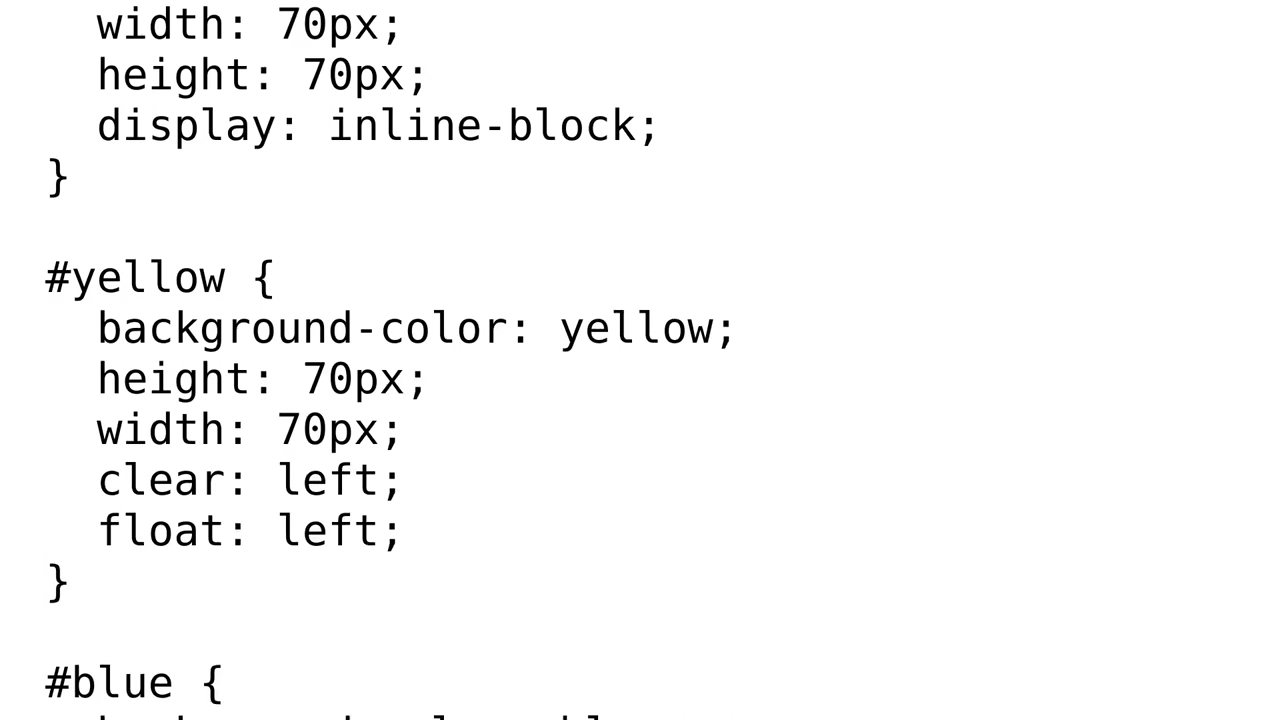 width: 70px;
height: 70px;
display: inline-block;
}
#yellow {
background-color: yellow;
height: 70px;
width: 70px;
clear: left;
float: left;
}
#blue {